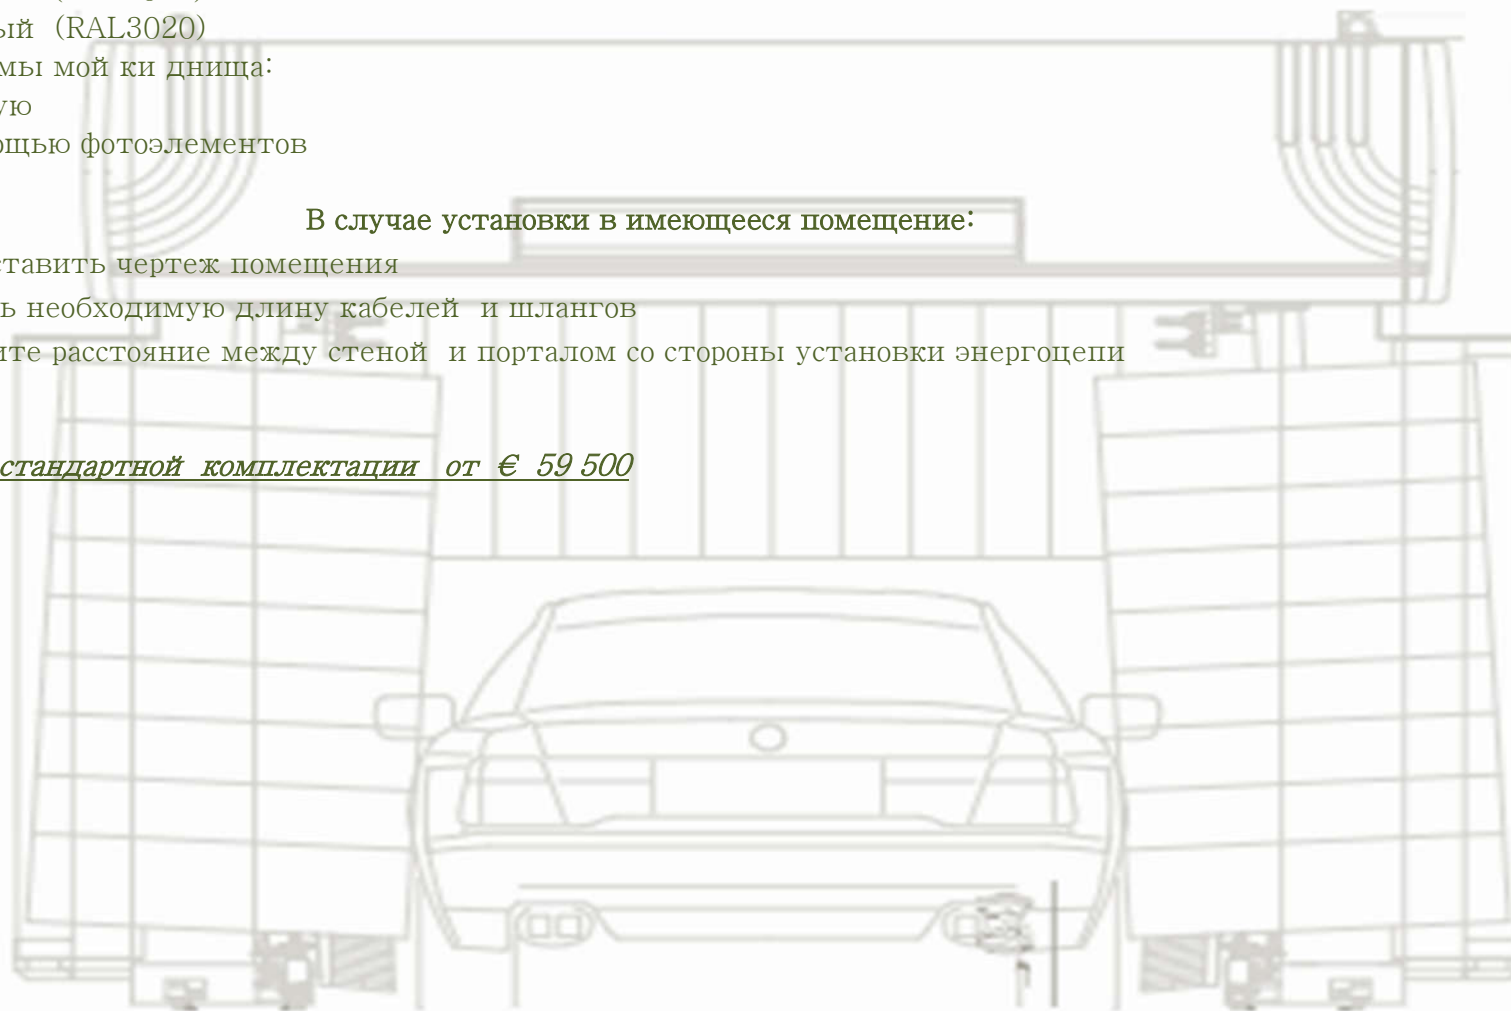 ый (RAL3020)
мы мой ки днища:
ую
ощью фотоэлементов
В случае установки в имеющееся помещение:
ставить чертеж помещения
ь необходимую длину кабелей и шлангов
ите расстояние между стеной и порталом со стороны установки энергоцепи
стандартной комплектации от € 59 500